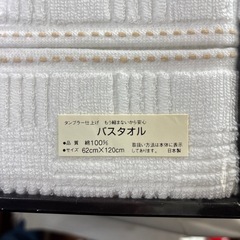 タンブラー仕上げ もう縮まないから安心
バスタオル
●品 質 綿100% 取扱い方法は本体に表示
●サイズ 62cm×120cm してあります。 日本製